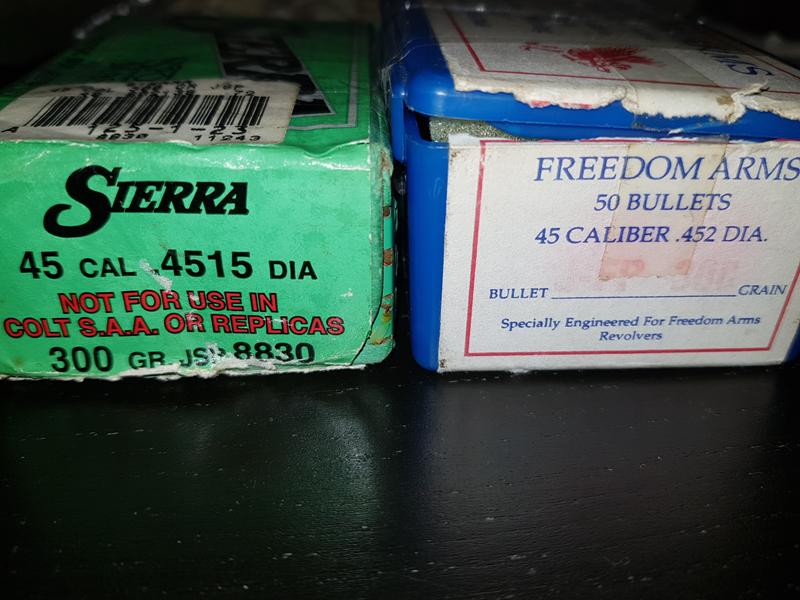 SIERRA
45 CAL .4515 DIA
NOT FOR USE IN
COLT S.A.A. OR REPLICAS
300 GR JSP 8830
FREEDOM ARMS
50 BULLETS
45 CALIBER .452 DIA.
BULLET GRAIN
Specially Engineered For Freedom Arms
Revolvers